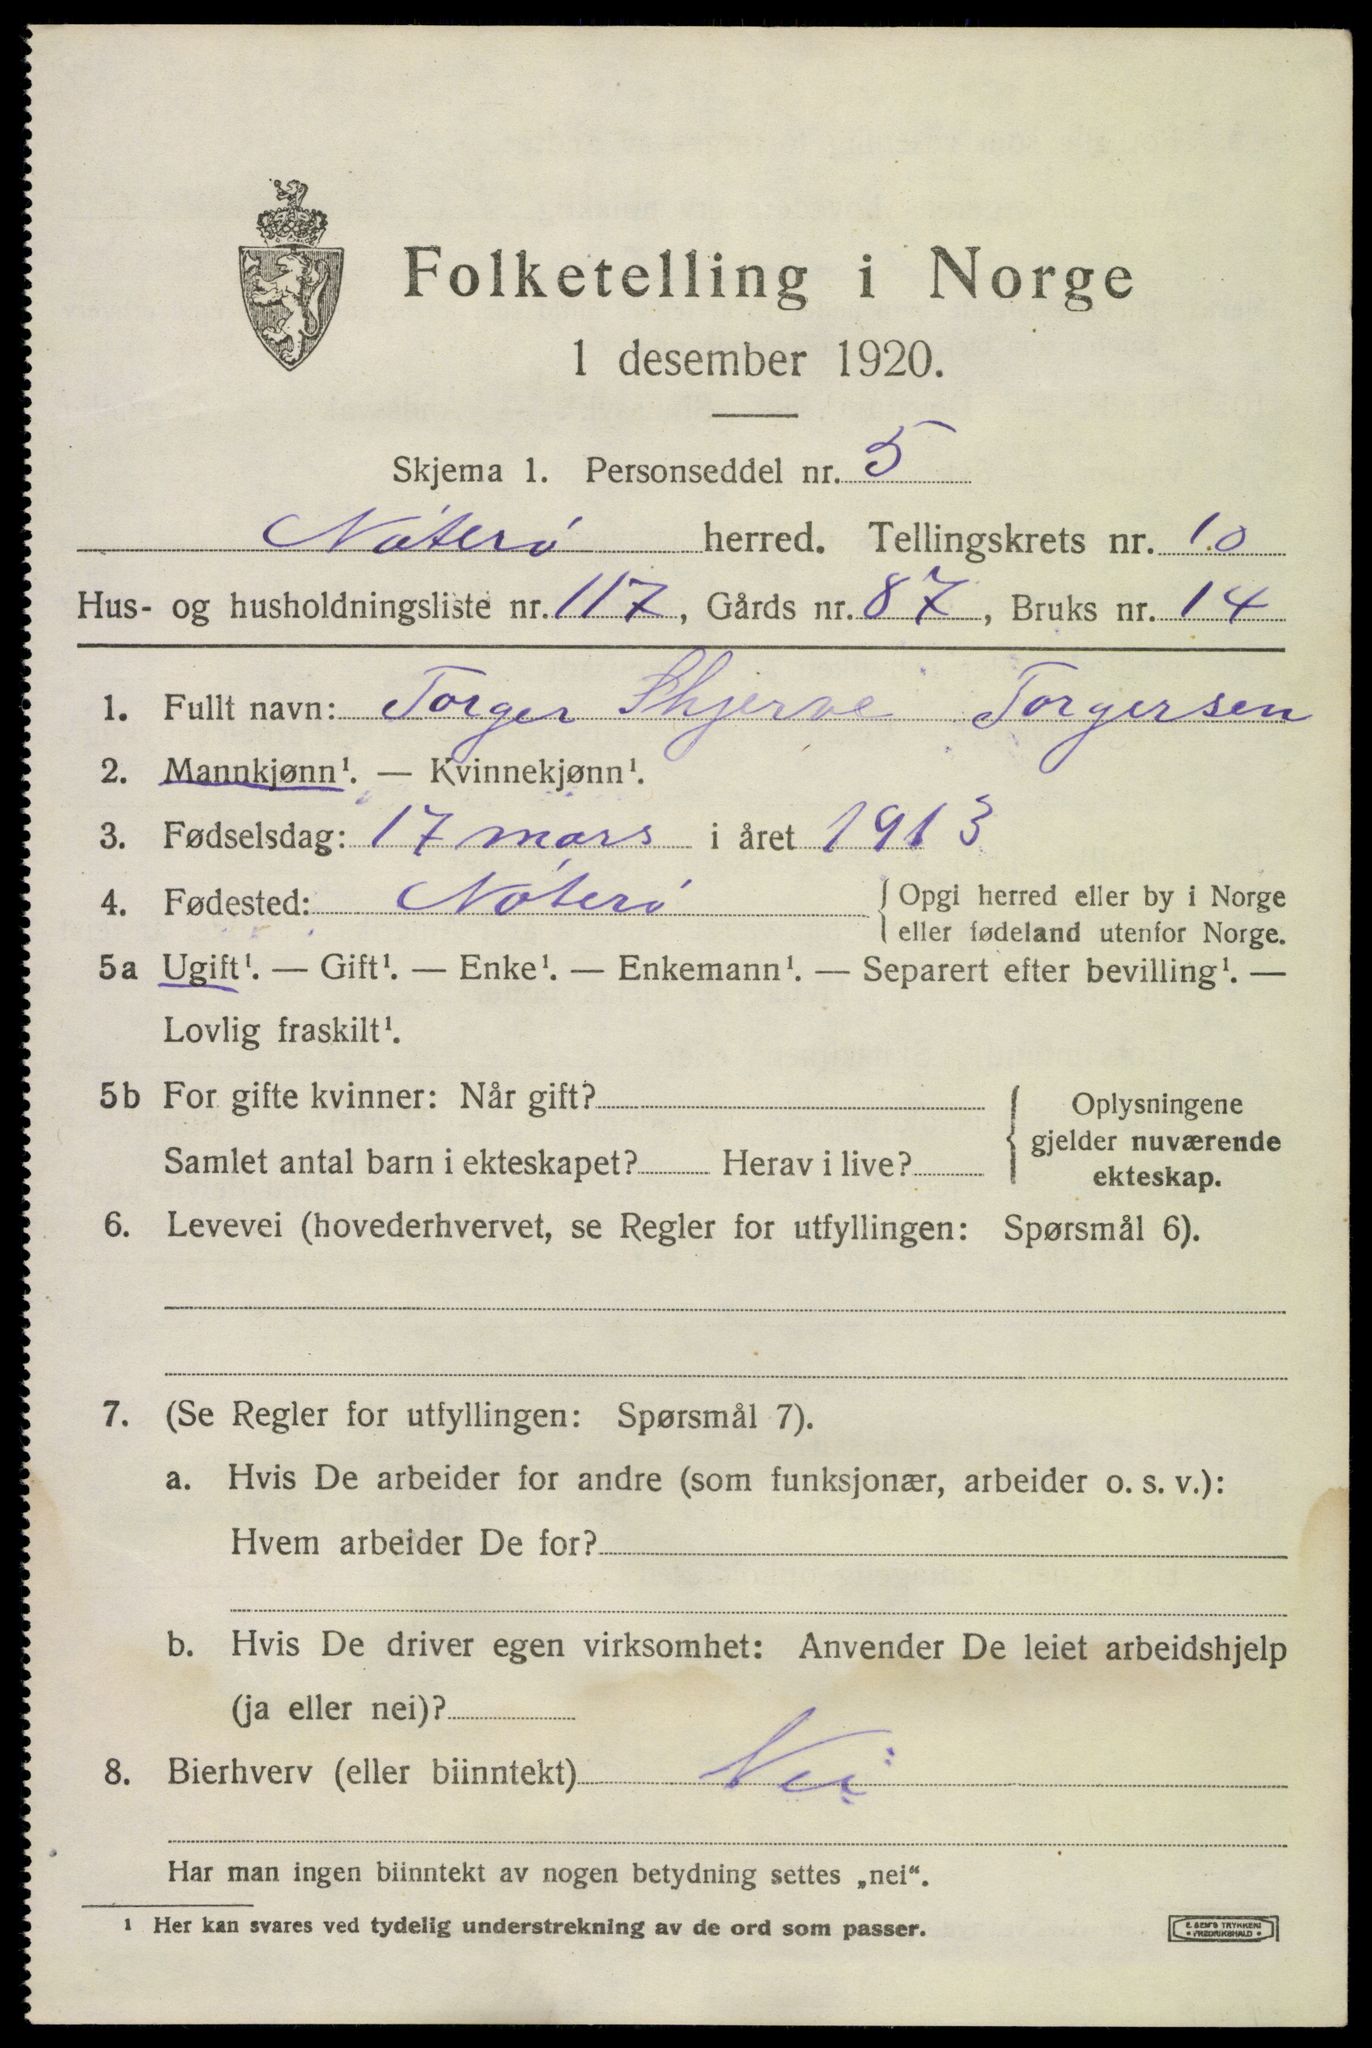 Folketelling i Norge
1 desember 1920.
Skjema 1. Personseddel nr. 5
Nøterø herred. Tellingskrets nr. 10
Hus- og husholdningsliste nr. 117, Gårds nr. 87, Bruks nr. 14
1. Fullt navn: Torger Skjerve Torgersen
2. Mannkjønn¹. — Kvinnekjønn¹.
3. Fødselsdag: 17 mars i året 1913
4. Fødested: Nøterø { Opgi herred eller by i Norge
eller fødeland utenfor Norge.
5a Ugift¹. — Gift¹. — Enke¹. — Enkemann¹. — Separert efter bevilling¹. —
Lovlig fraskilt¹.
5b For gifte kvinner: Når gift? { Oplysningene
gjelder nuværende
Samlet antal barn i ekteskapet? Herav i live?
ekteskap.
6. Levevei (hovederhvervet, se Regler for utfyllingen: Spørsmål 6).
7. (Se Regler for utfyllingen: Spørsmål 7).
a. Hvis De arbeider for andre (som funksjonær, arbeider o. s. v.):
Hvem arbeider De for?
b. Hvis De driver egen virksomhet: Anvender De leiet arbeidshjelp
(ja eller nei)?
8. Bierhverv (eller biinntekt) Nei
Har man ingen biinntekt av nogen betydning settes „nei“.
¹ Her kan svares ved tydelig understrekning av de ord som passer.
E. SEM'S TRYKKERI
• FREDRIKSHALD •